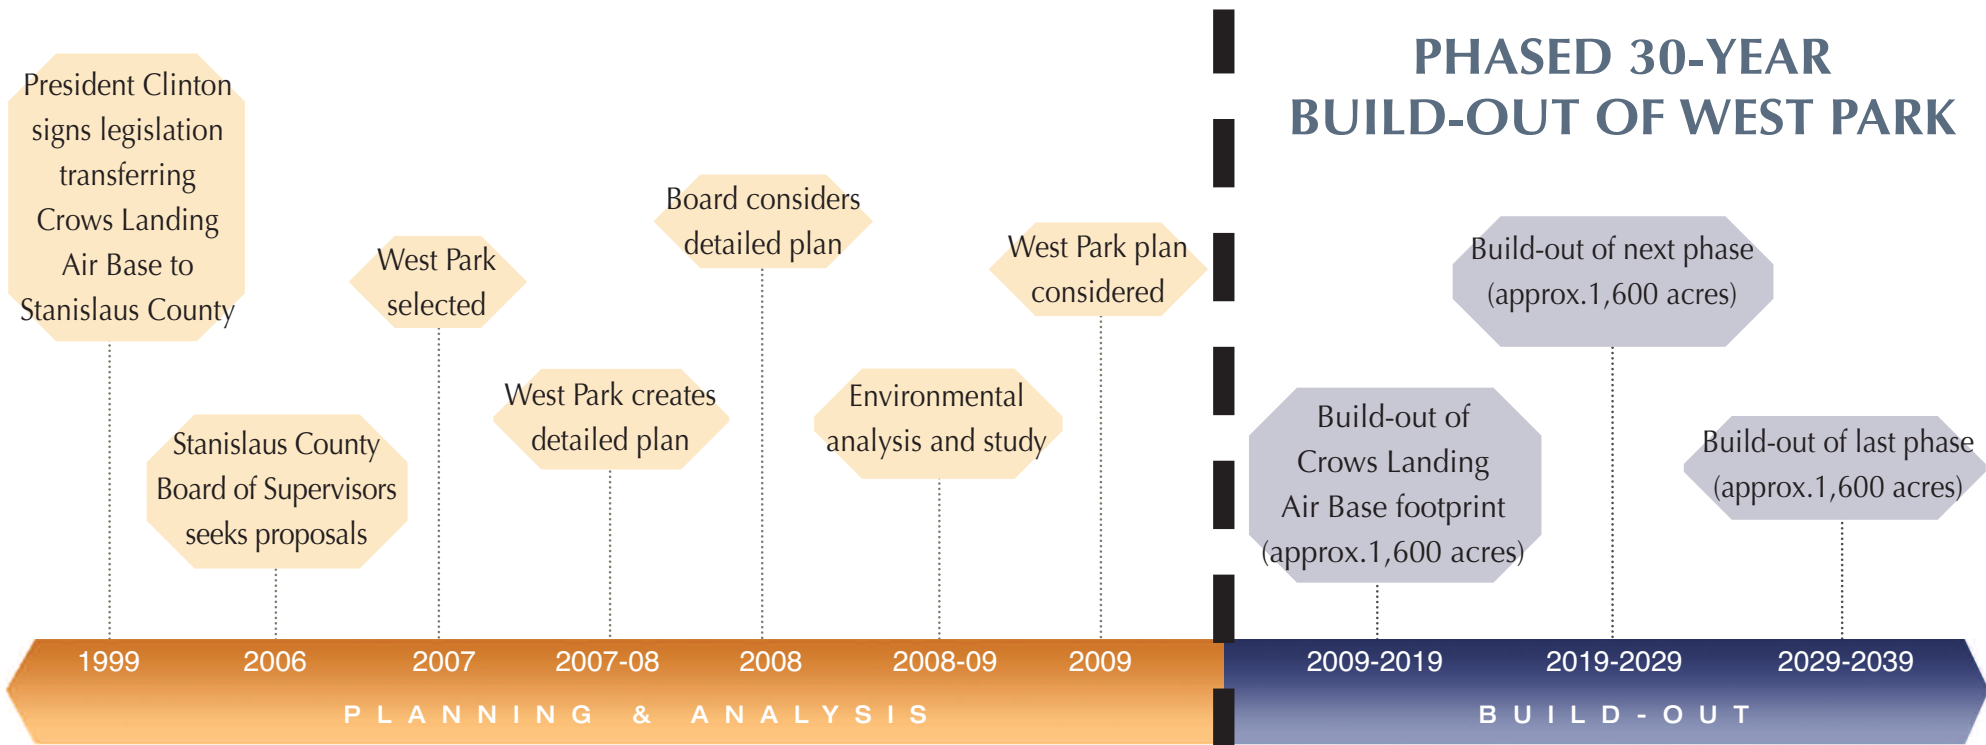 PHASED 30-YEAR
BUILD-OUT OF WEST PARK
President Clinton
signs legislation
transferring
Crows Landing
Air Base to
Stanislaus County
Stanislaus County
Board of Supervisors
seeks proposals
West Park
selected
West Park creates
detailed plan
Board considers
detailed plan
Environmental
analysis and study
West Park plan
considered
Build-out of
Crows Landing
Air Base footprint
(approx.1,600 acres)
Build-out of next phase
(approx.1,600 acres)
Build-out of last phase
(approx.1,600 acres)
1999 2006 2007 2007-08 2008 2008-09 2009 2009-2019 2019-2029 2029-2039
PLANNING & ANALYSIS BUILD-OUT